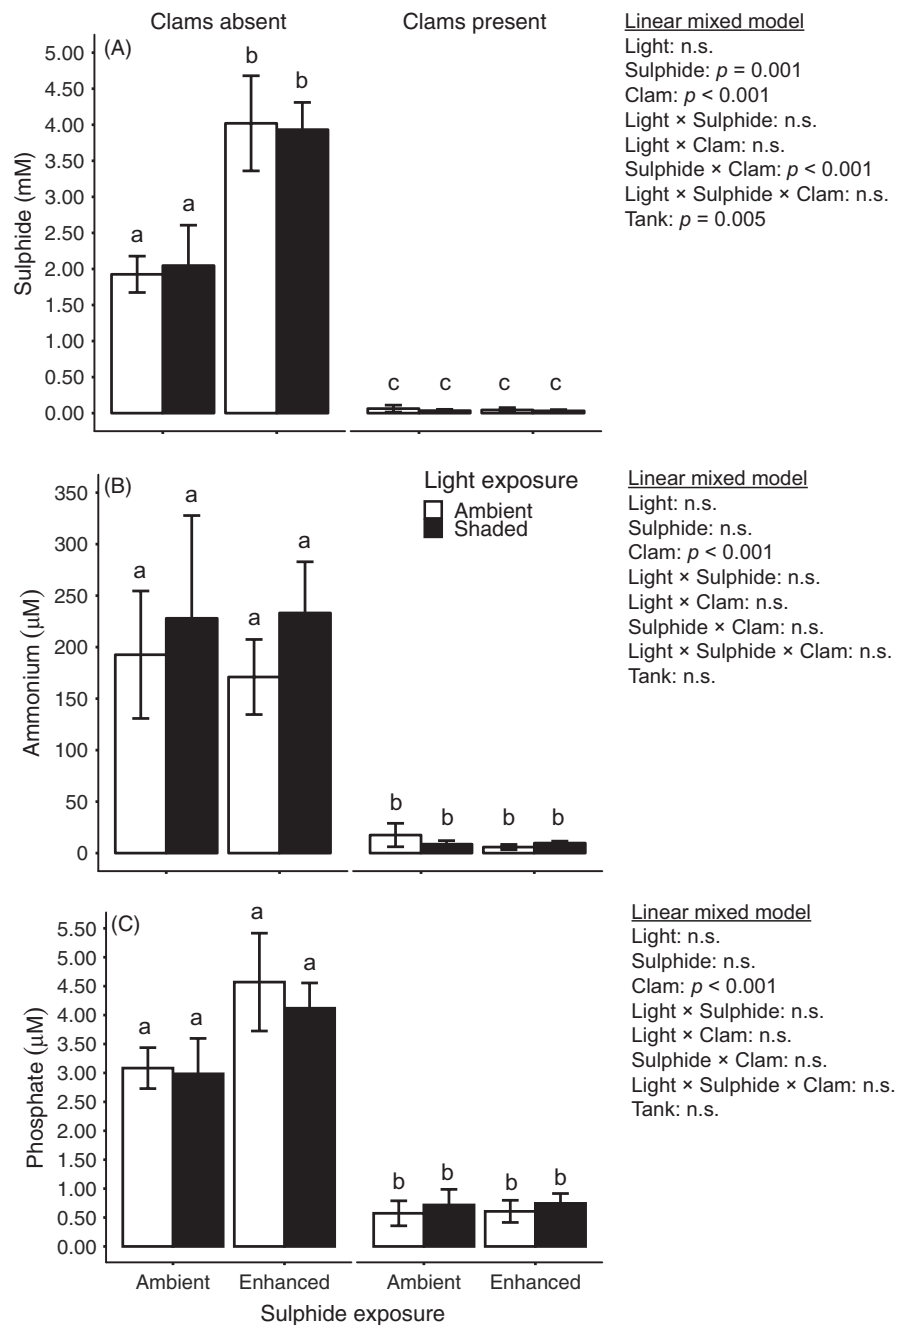 Clams absent
Clams present
(A)
5.00
4.50
4.00
3.50
3.00
2.50
2.00
1.50
1.00
0.50
0.00
Sulphide (mM)
a
a
b
b
c
c
c
c
Linear mixed model
Light: n.s.
Sulphide: p = 0.001
Clam: p < 0.001
Light × Sulphide: n.s.
Light × Clam: n.s.
Sulphide × Clam: p < 0.001
Light × Sulphide × Clam: n.s.
Tank: p = 0.005
(B)
350
300
250
200
150
100
50
0
Ammonium (μM)
a
a
a
a
b
b
b
b
Light exposure
Ambient
Shaded
Linear mixed model
Light: n.s.
Sulphide: n.s.
Clam: p < 0.001
Light × Sulphide: n.s.
Light × Clam: n.s.
Sulphide × Clam: n.s.
Light × Sulphide × Clam: n.s.
Tank: n.s.
(C)
5.50
5.00
4.50
4.00
3.50
3.00
2.50
2.00
1.50
1.00
0.50
0.00
Phosphate (μM)
a
a
a
a
b
b
b
b
Linear mixed model
Light: n.s.
Sulphide: n.s.
Clam: p < 0.001
Light × Sulphide: n.s.
Light × Clam: n.s.
Sulphide × Clam: n.s.
Light × Sulphide × Clam: n.s.
Tank: n.s.
Ambient
Enhanced
Ambient
Enhanced
Sulphide exposure